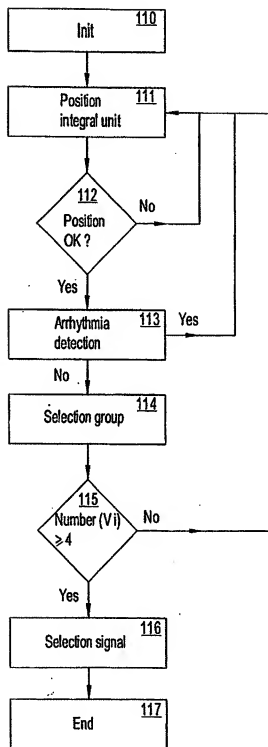 110
Init
111
Position
integral unit
112
Position
OK ?
No
Yes
113
Arrhythmia
detection
Yes
No
114
Selection group
115
Number (Vi)
⩾ 4
No
Yes
116
Selection signal
117
End